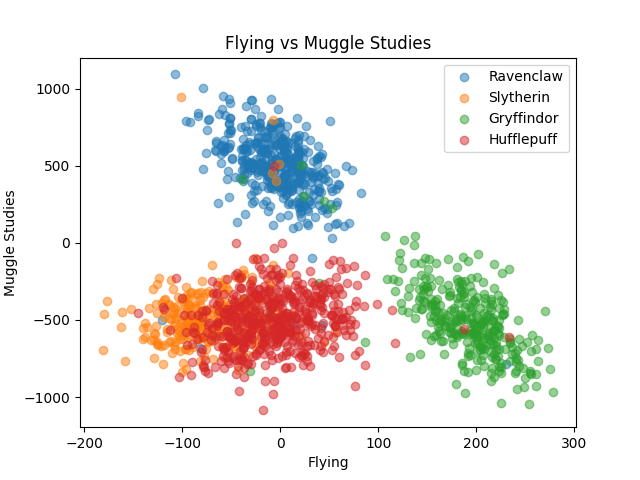 Flying vs Muggle Studies
Ravenclaw
Slytherin
Gryffindor
Hufflepuff
1000
500
0
−500
−1000
Muggle Studies
−200
−100
0
100
200
300
Flying